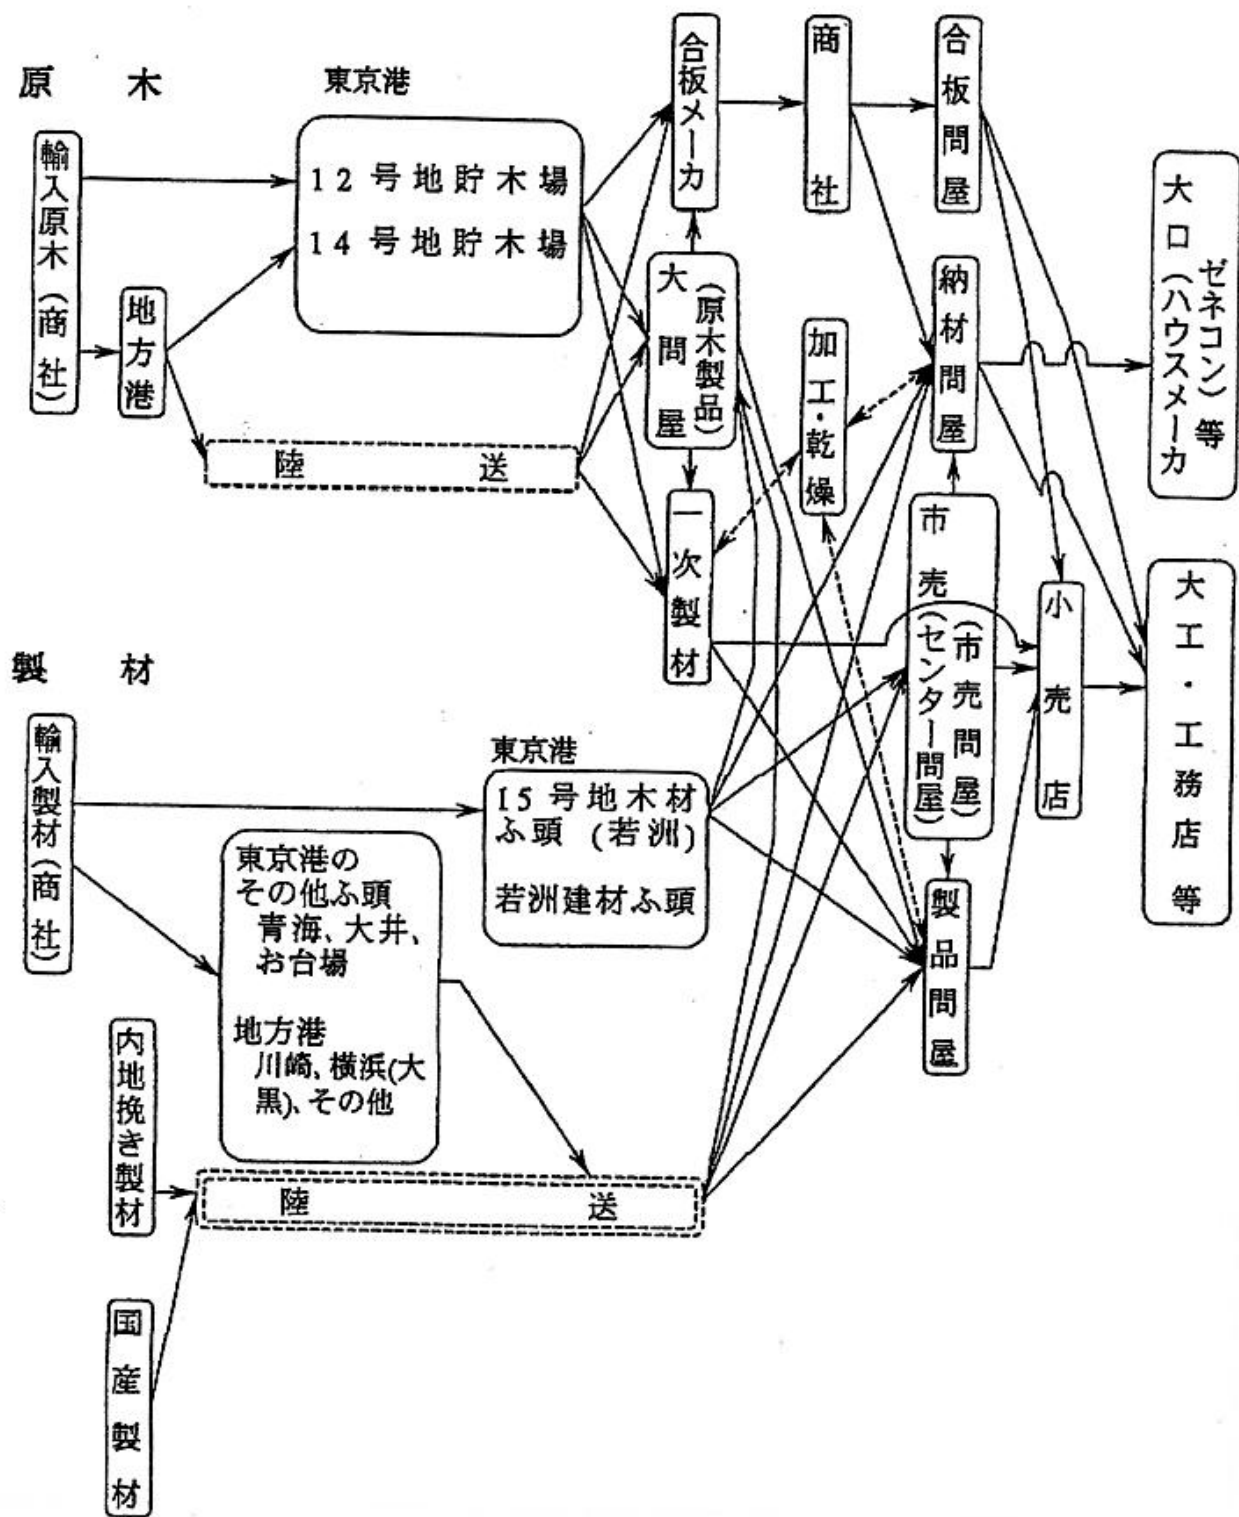 原木
輸入原木(商社)
地方港
東京港
12号地貯木場
14号地貯木場
陸送
合板メーカ
商社
合板問屋
大問屋
(原木製品)
加工・乾燥
納材問屋
大口(ハウスメーカ
ゼネコン)等
一次製材
市売(センター問屋)
(市売問屋)
小売店
大工・工務店等
製材
輸入製材(商社)
東京港
15号地木材
ふ頭(若洲)
若洲建材ふ頭
東京港の
その他ふ頭
青海、大井、
お台場
地方港
川崎、横浜(大
黒)、その他
製品問屋
内地挽き製材
陸送
国産製材